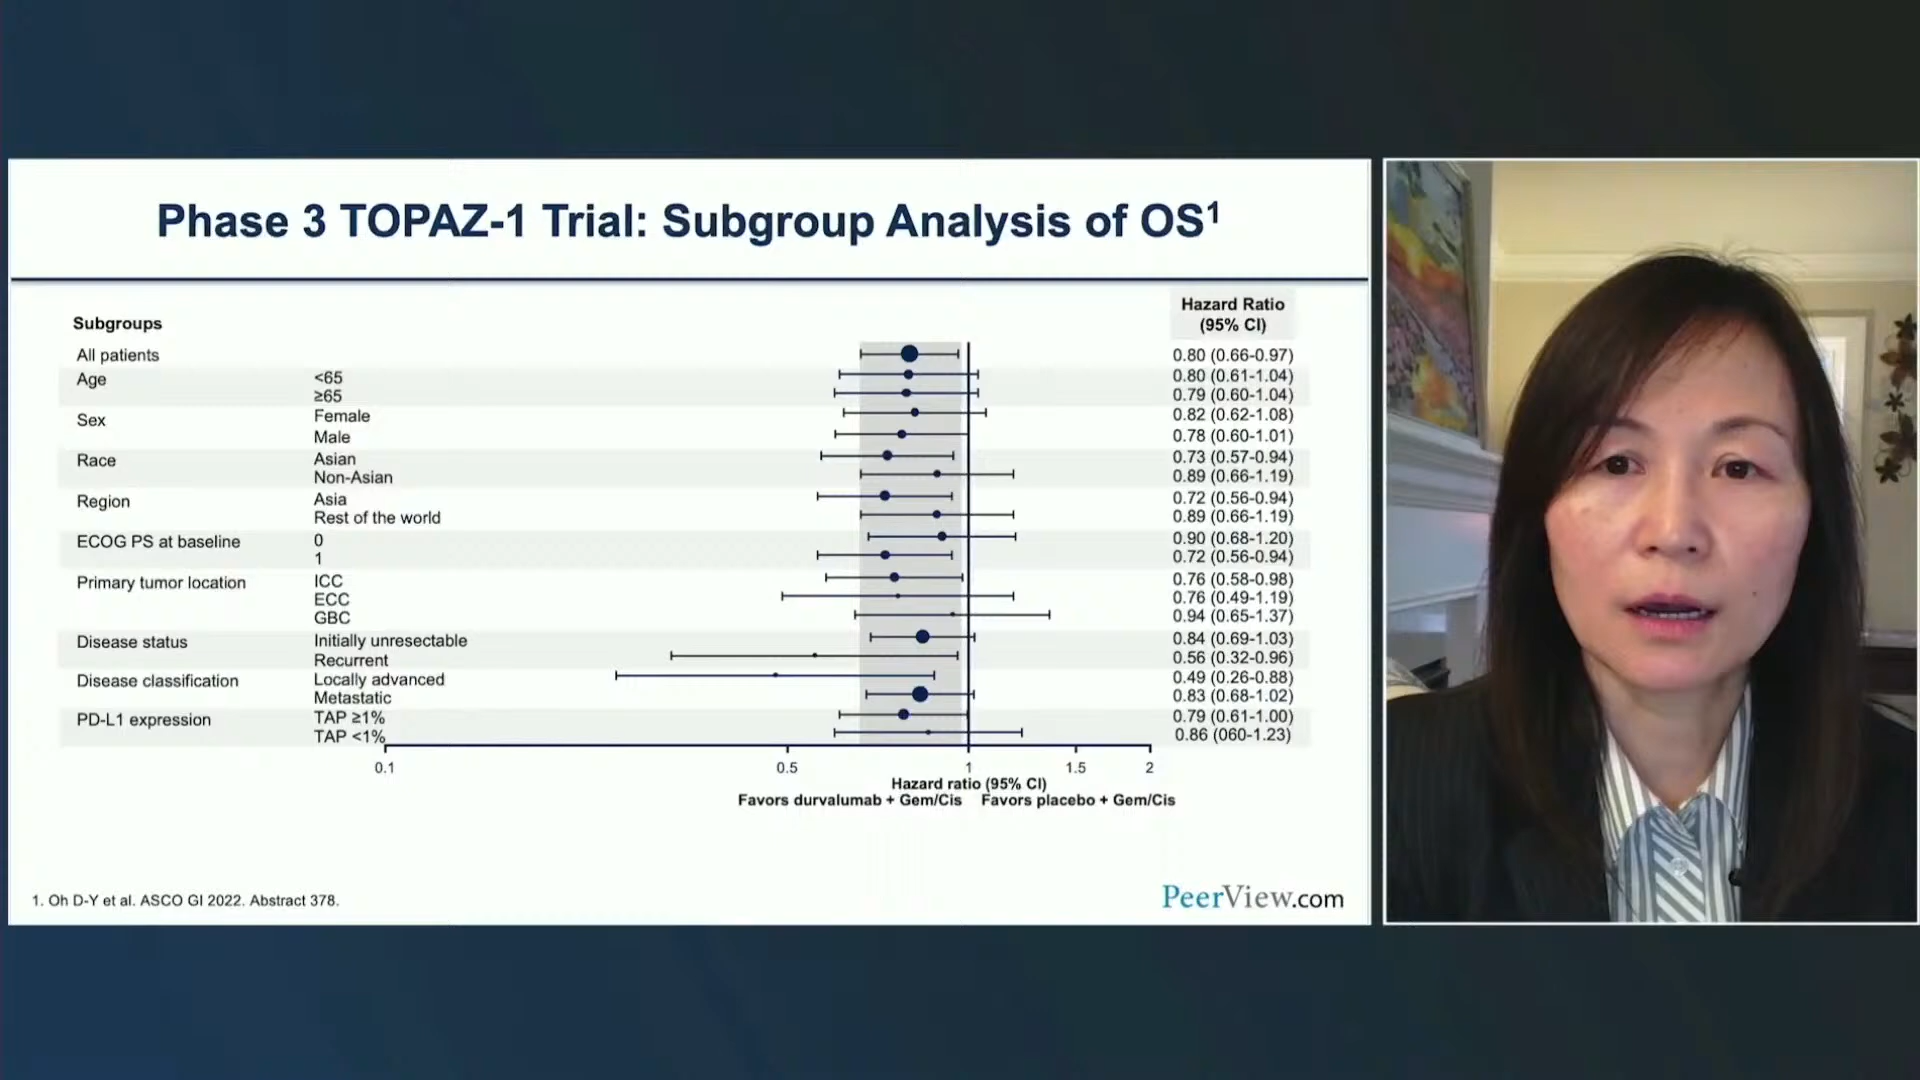 Phase 3 TOPAZ-1 Trial: Subgroup Analysis of OS¹
Subgroups
Hazard Ratio
(95% CI)
All patients 0.80 (0.66-0.97)
Age <65 0.80 (0.61-1.04)
≥65 0.79 (0.60-1.04)
Sex Female 0.82 (0.62-1.08)
Male 0.78 (0.60-1.01)
Race Asian 0.73 (0.57-0.94)
Non-Asian 0.89 (0.66-1.19)
Region Asia 0.72 (0.56-0.94)
Rest of the world 0.89 (0.66-1.19)
ECOG PS at baseline 0 0.90 (0.68-1.20)
1 0.72 (0.56-0.94)
Primary tumor location ICC 0.76 (0.58-0.98)
ECC 0.76 (0.49-1.19)
GBC 0.94 (0.65-1.37)
Disease status Initially unresectable 0.84 (0.69-1.03)
Recurrent 0.56 (0.32-0.96)
Disease classification Locally advanced 0.49 (0.26-0.88)
Metastatic 0.83 (0.68-1.02)
PD-L1 expression TAP ≥1% 0.79 (0.61-1.00)
TAP <1% 0.86 (060-1.23)
0.1 0.5 1 1.5 2
Hazard ratio (95% CI)
Favors durvalumab + Gem/Cis Favors placebo + Gem/Cis
1. Oh D-Y et al. ASCO GI 2022. Abstract 378.
PeerView.com